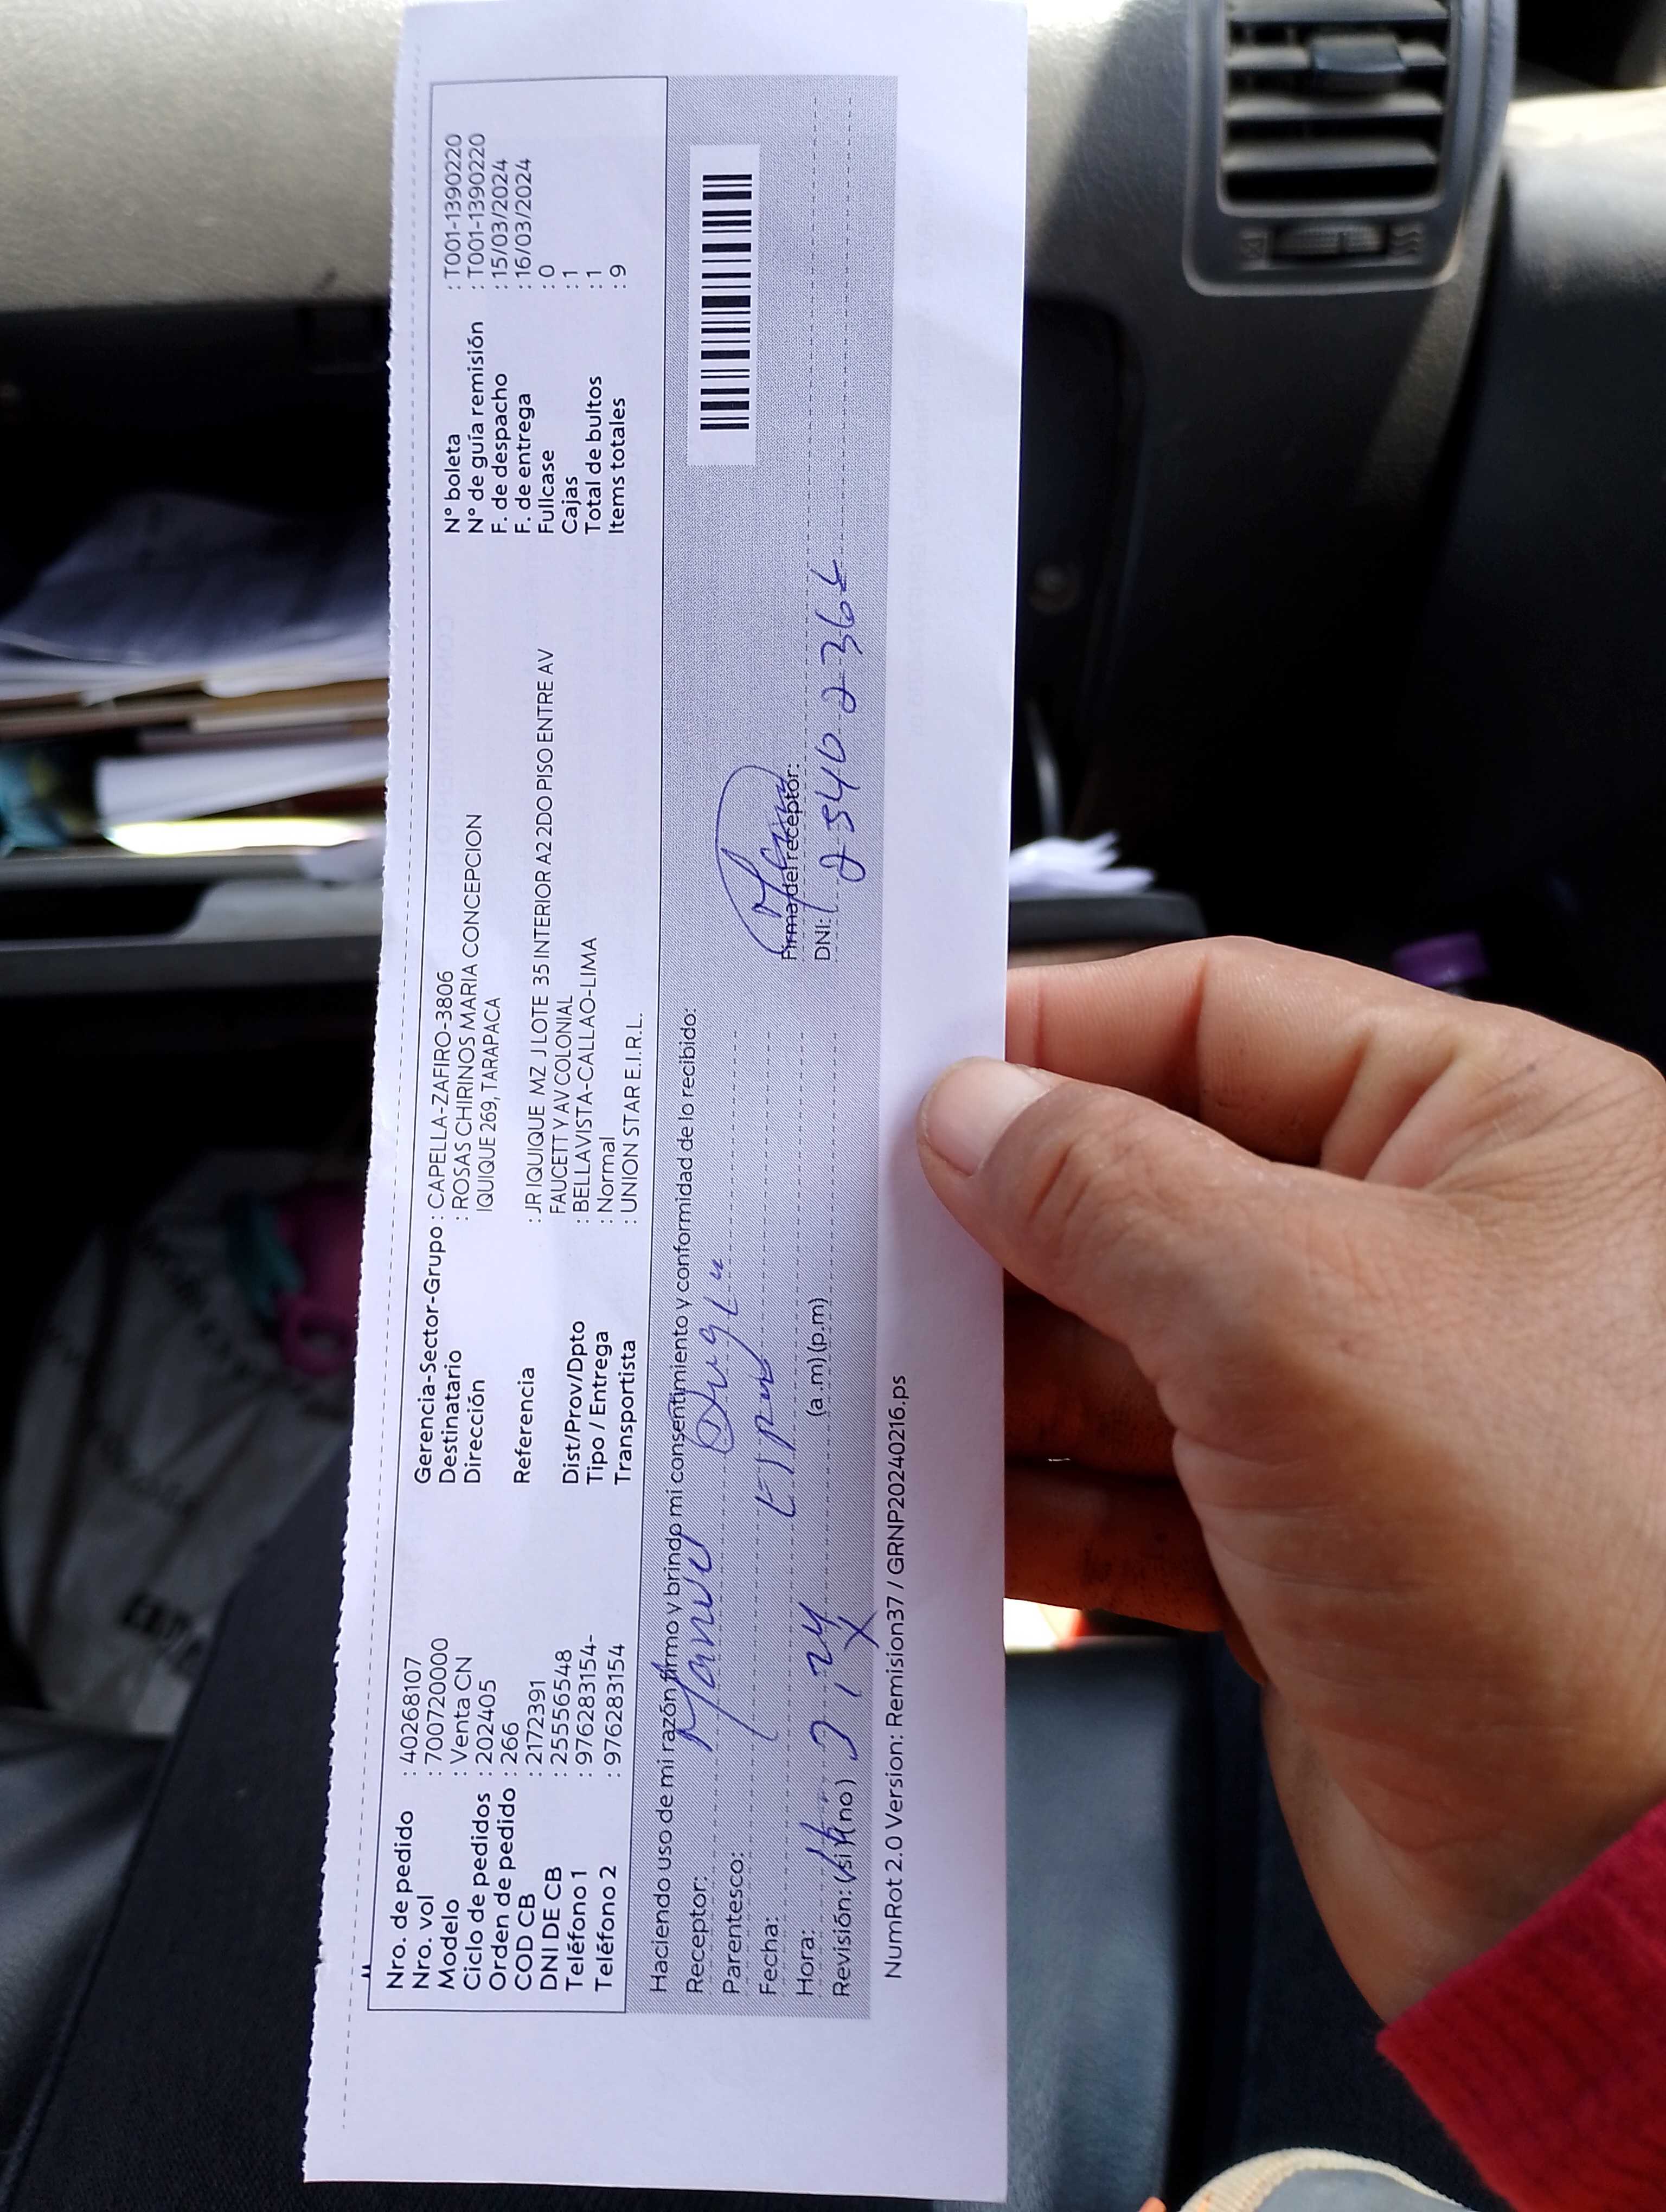 Nro. de pedido : 40268107
Nro. vol : 7007200000
Modelo : Venta CN
Ciclo de pedidos : 202405
Orden de pedido : 266
COD CB : 2172391
DNI DE CB : 25556548
Teléfono 1 : 976283154-
Teléfono 2 : 976283154
Gerencia-Sector-Grupo : CAPELLA-ZAFIRO-3806
Destinatario : ROSAS CHIRINOS MARIA CONCEPCION
Dirección IQUIQUE 269, TARAPACA
Referencia : JR IQUIQUE MZ J LOTE 35 INTERIOR A2 2DO PISO ENTRE AV
FAUCETT Y AV COLONIAL
Dist/Prov/Dpto : BELLAVISTA-CALLAO-LIMA
Tipo / Entrega : Normal
Transportista : UNION STAR E.I.R.L.
N° boleta : T001-1390220
N° de guía remisión : T001-1390220
F. de despacho : 15/03/2024
F. de entrega : 16/03/2024
Fullcase : 0
Cajas : 1
Total de bultos : 1
Items totales : 9
Haciendo uso de mi razón firmo y brindo mi consentimiento y conformidad de lo recibido:
Receptor:
Parentesco:
Fecha:
Hora: (a.m) (p.m)
Revisión: (si) (no)
Firma del receptor:
DNI:
NumRot 2.0 Version: Remision37 / GRNP20240216.ps